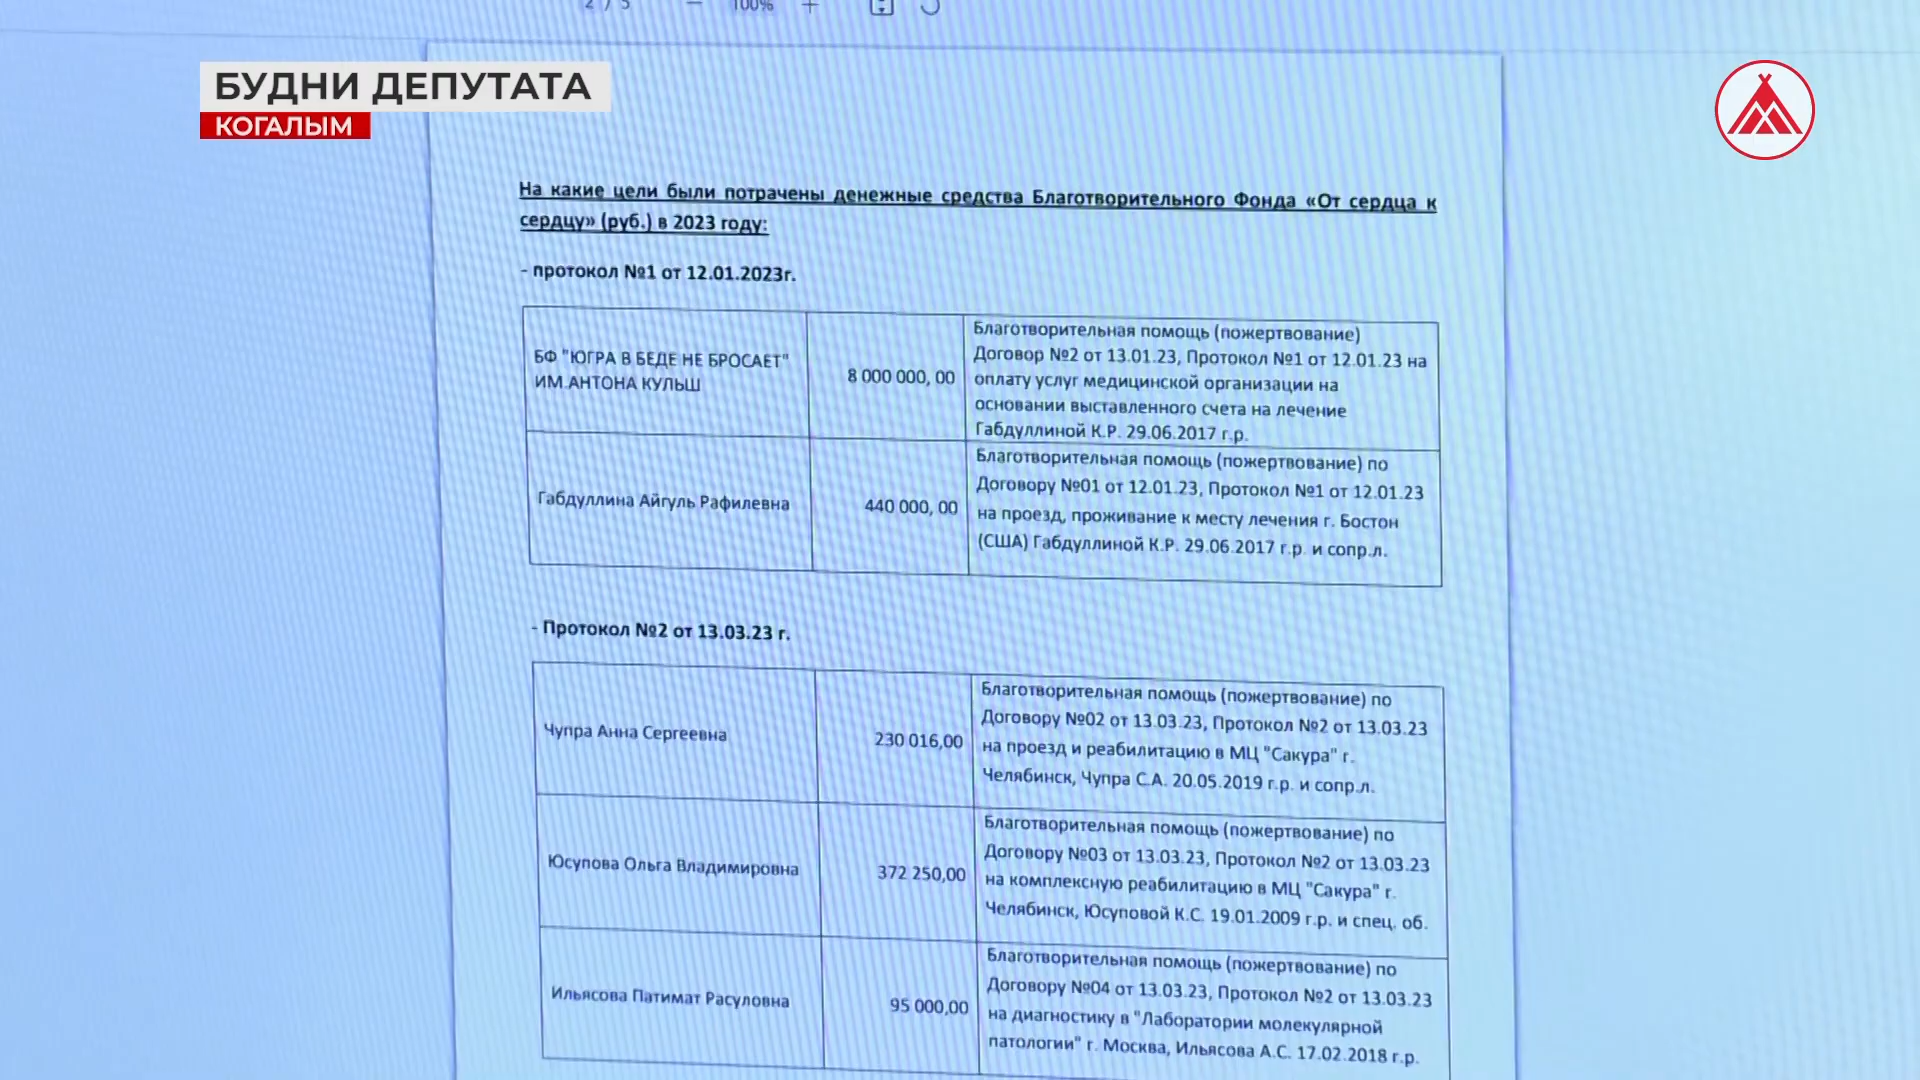 2 / 5 — 100% +
БУДНИ ДЕПУТАТА
КОГАЛЫМ
На какие цели были потрачены денежные средства Благотворительного Фонда «От сердца к
сердцу» (руб.) в 2023 году:
- протокол №1 от 12.01.2023г.
БФ "ЮГРА В БЕДЕ НЕ БРОСАЕТ"
ИМ.АНТОНА КУЛЬШ
8 000 000, 00
Благотворительная помощь (пожертвование)
Договор №2 от 13.01.23, Протокол №1 от 12.01.23 на
оплату услуг медицинской организации на
основании выставленного счета на лечение
Габдуллиной К.Р. 29.06.2017 г.р.
Габдуллина Айгуль Рафилевна
440 000, 00
Благотворительная помощь (пожертвование) по
Договору №01 от 12.01.23, Протокол №1 от 12.01.23
на проезд, проживание к месту лечения г. Бостон
(США) Габдуллиной К.Р. 29.06.2017 г.р. и сопр.л.
- Протокол №2 от 13.03.23 г.
Чупра Анна Сергеевна
230 016,00
Благотворительная помощь (пожертвование) по
Договору №02 от 13.03.23, Протокол №2 от 13.03.23
на проезд и реабилитацию в МЦ "Сакура" г.
Челябинск, Чупра С.А. 20.05.2019 г.р. и сопр.л.
Юсупова Ольга Владимировна
372 250,00
Благотворительная помощь (пожертвование) по
Договору №03 от 13.03.23, Протокол №2 от 13.03.23
на комплексную реабилитацию в МЦ "Сакура" г.
Челябинск, Юсуповой К.С. 19.01.2009 г.р. и спец. об.
Ильясова Патимат Расуловна
95 000,00
Благотворительная помощь (пожертвование) по
Договору №04 от 13.03.23, Протокол №2 от 13.03.23
на диагностику в "Лаборатории молекулярной
патологии" г. Москва, Ильясова А.С. 17.02.2018 г.р.